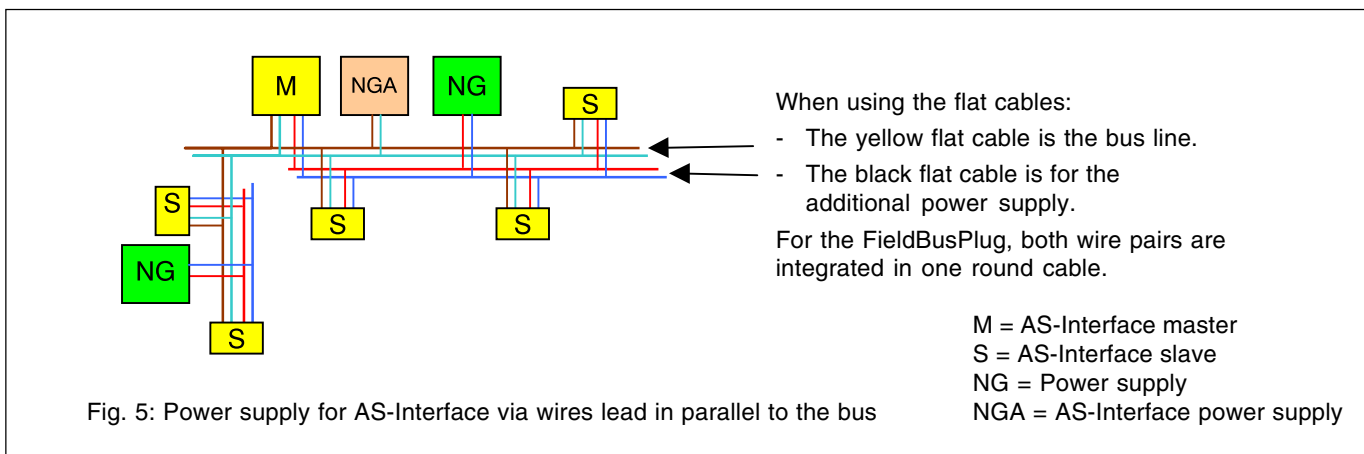 M
NGA
NG
S
When using the flat cables:
- The yellow flat cable is the bus line.
- The black flat cable is for the
additional power supply.
For the FieldBusPlug, both wire pairs are
integrated in one round cable.
S
S
S
NG
S
M = AS-Interface master
S = AS-Interface slave
NG = Power supply
NGA = AS-Interface power supply
Fig. 5: Power supply for AS-Interface via wires lead in parallel to the bus